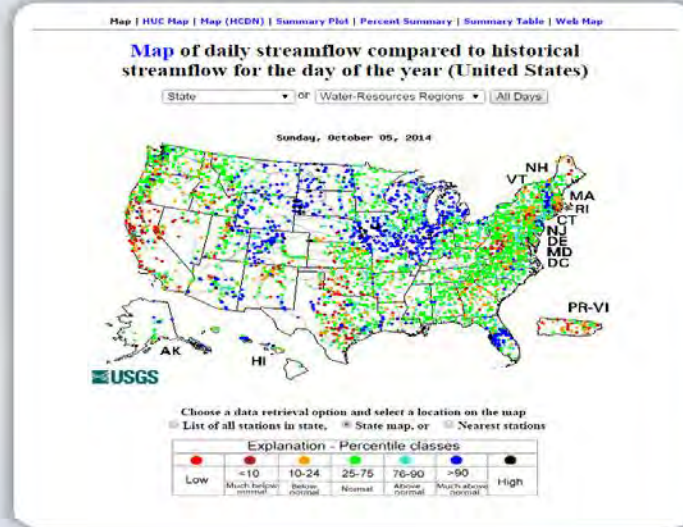 Map | HUC Map | Map (HCDN) | Summary Plot | Percent Summary | Summary Table | Web Map
Map of daily streamflow compared to historical
streamflow for the day of the year (United States)
State or Water-Resources Regions All Days
Sunday, October 05, 2014
NH
VT
MA
RI
CT
NJ
DE
MD
DC
PR-VI
AK
HI
USGS
Choose a data retrieval option and select a location on the map
List of all stations in state, State map, or Nearest stations
Explanation - Percentile classes
Low <10 10-24 25-75 76-90 >90 High
Much below normal Below normal Normal Above normal Much above normal